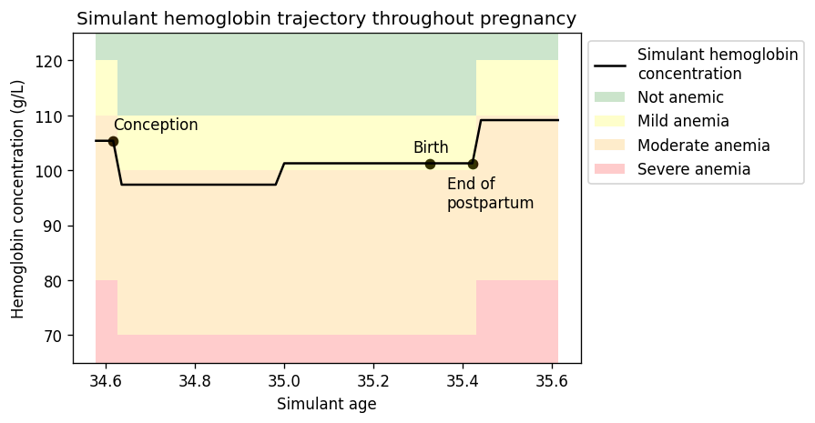 Simulant hemoglobin trajectory throughout pregnancy
Hemoglobin concentration (g/L)
120
110
100
90
80
70
Conception
Birth
End of
postpartum
34.6
34.8
35.0
35.2
35.4
35.6
Simulant age
Simulant hemoglobin
concentration
Not anemic
Mild anemia
Moderate anemia
Severe anemia